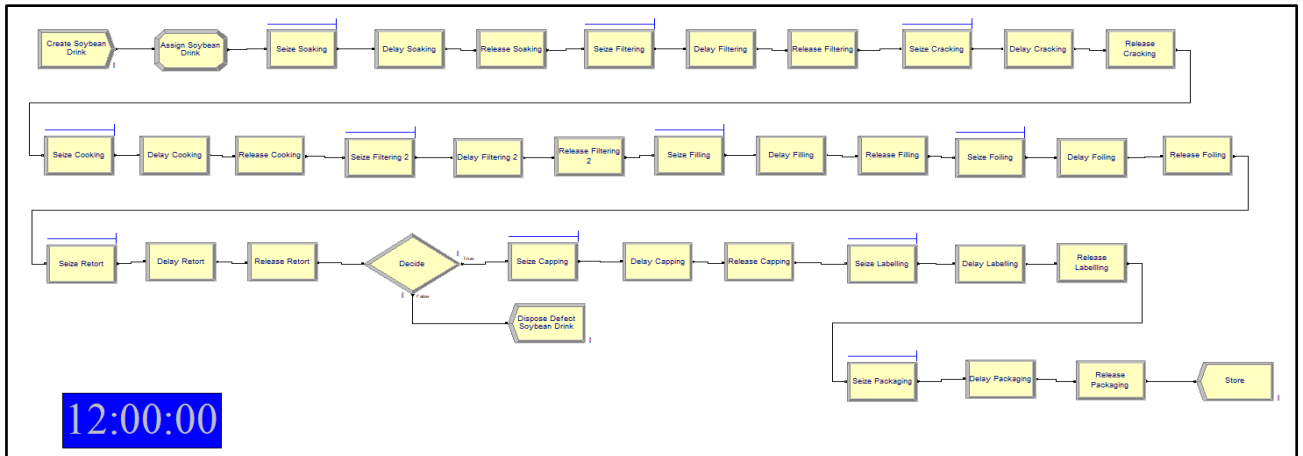 Create Soybean
Drink
Assign Soybean
Drink
Seize Soaking
Delay Soaking
Release Soaking
Seize Filtering
Delay Filtering
Release Filtering
Seize Cracking
Delay Cracking
Release
Cracking
Seize Cooking
Delay Cooking
Release Cooking
Seize Filtering 2
Delay Filtering 2
Release Filtering
2
Seize Filling
Delay Filling
Release Filling
Seize Foiling
Delay Foiling
Release Foiling
Seize Retort
Delay Retort
Release Retort
Decide
True
False
Seize Capping
Delay Capping
Release Capping
Seize Labelling
Delay Labelling
Release
Labellling
Dispose Defect
Soybean Drink
Seize Packaging
Delay Packaging
Release
Packaging
Store
12:00:00